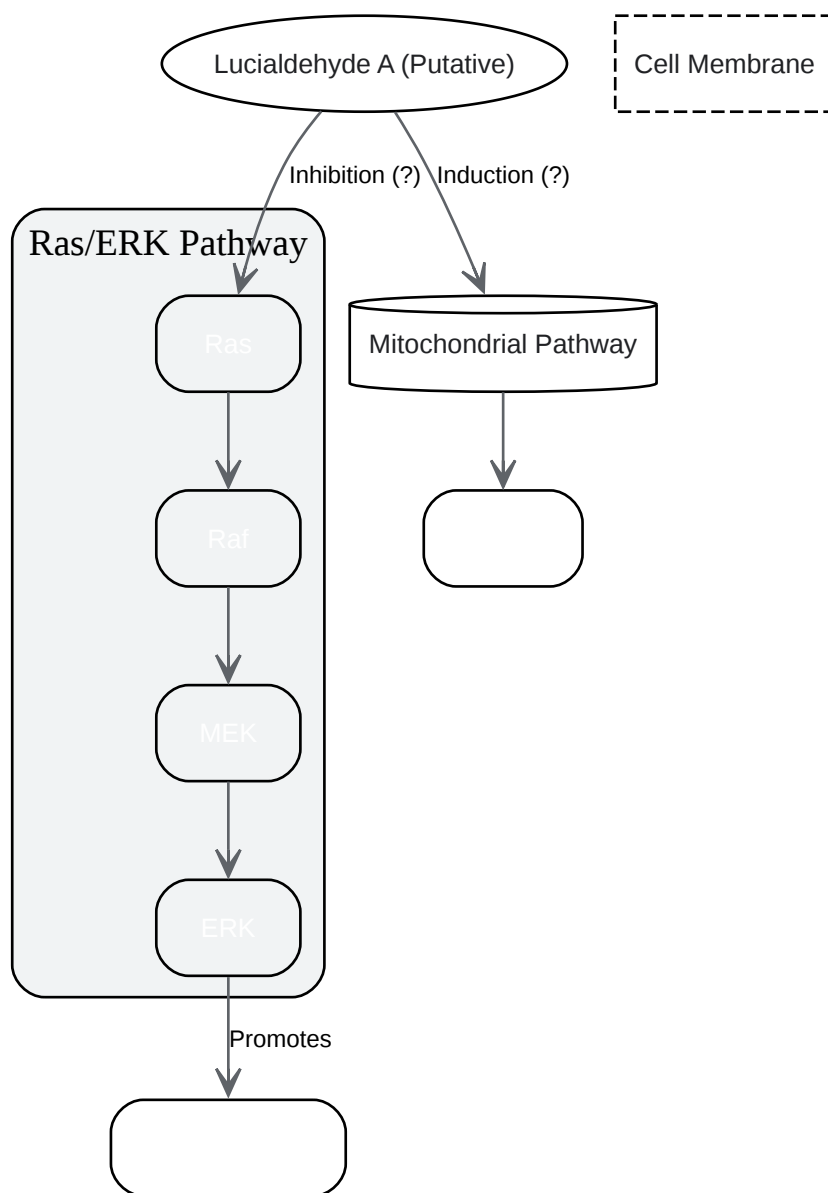 Lucialdehyde A (Putative)
Cell Membrane
Inhibition (?)
Induction (?)
Ras/ERK Pathway
Ras
Mitochondrial Pathway
Raf
MEK
ERK
Promotes